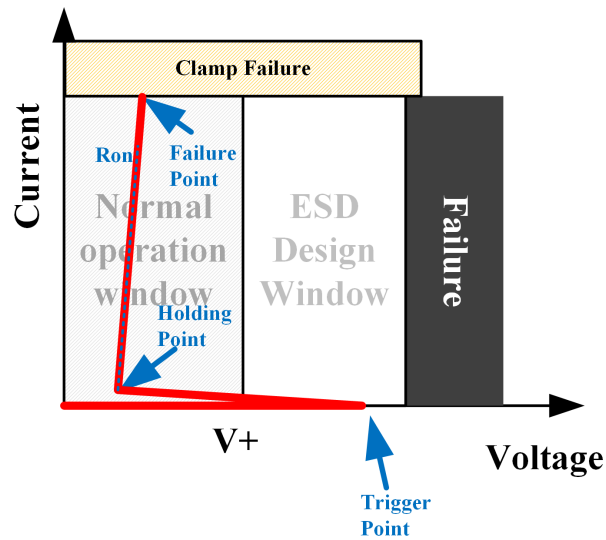 Clamp Failure
Current
Ron
Failure
Point
Normal
operation
window
ESD
Design
Window
Failure
Holding
Point
V+
Voltage
Trigger
Point